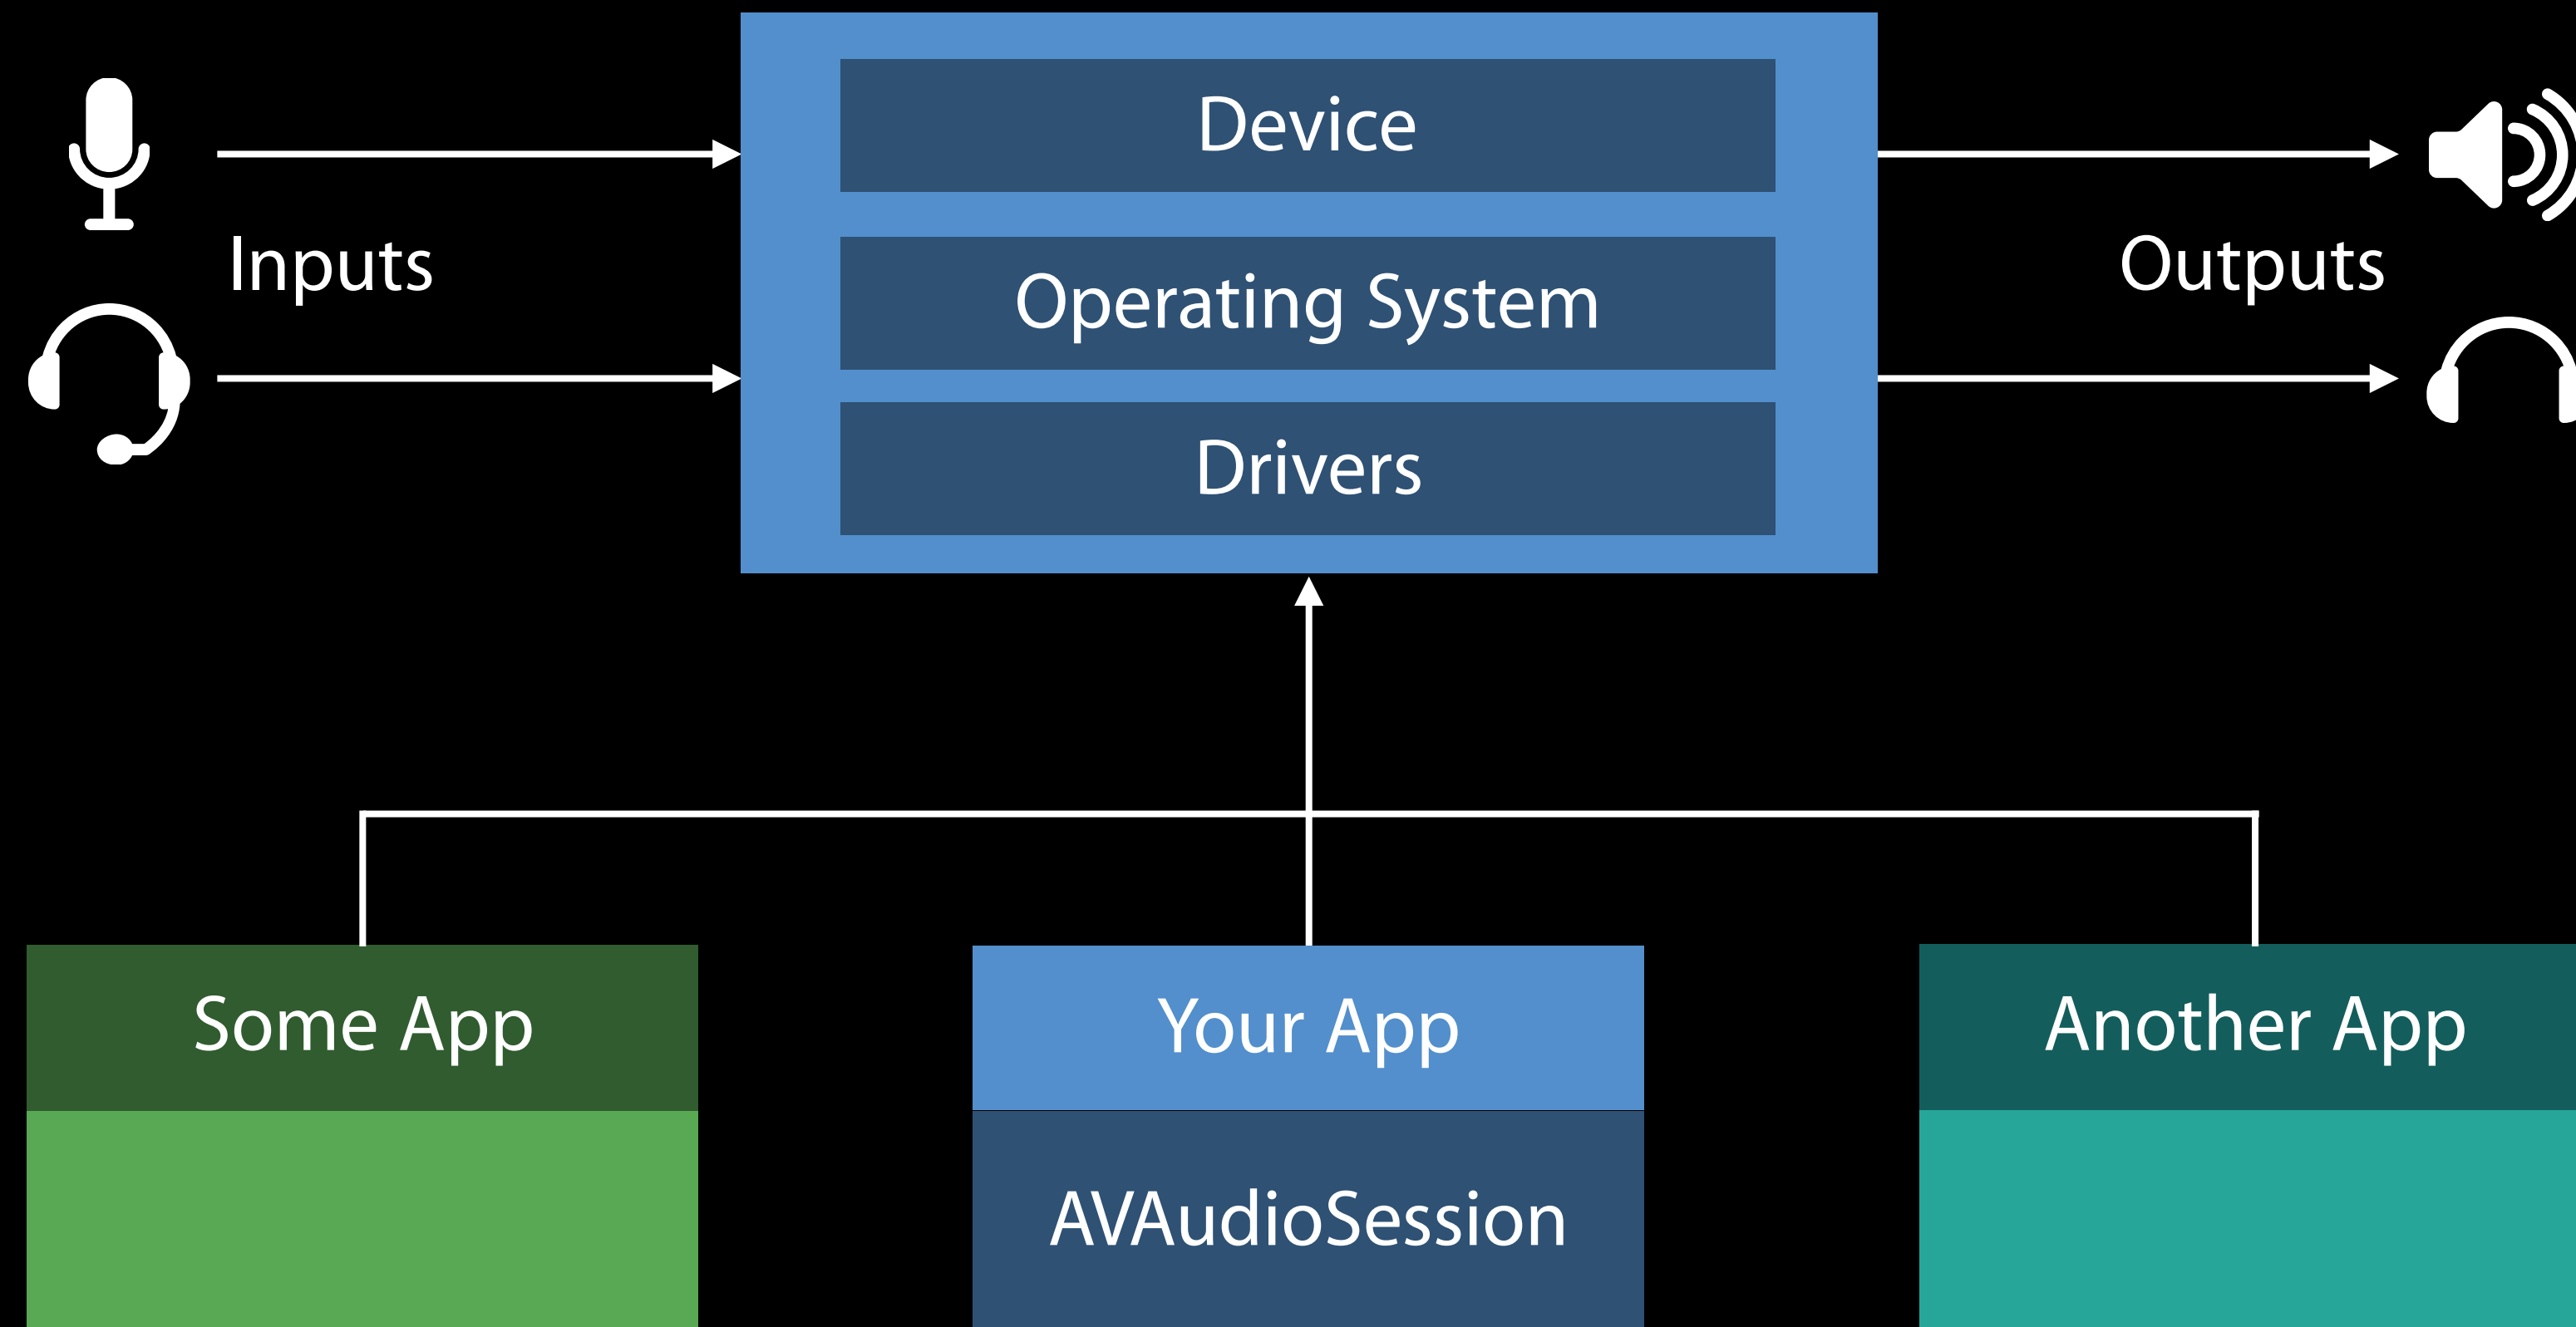 Device
Inputs
Operating System
Outputs
Drivers
Some App
Your App
Another App
AVAudioSession